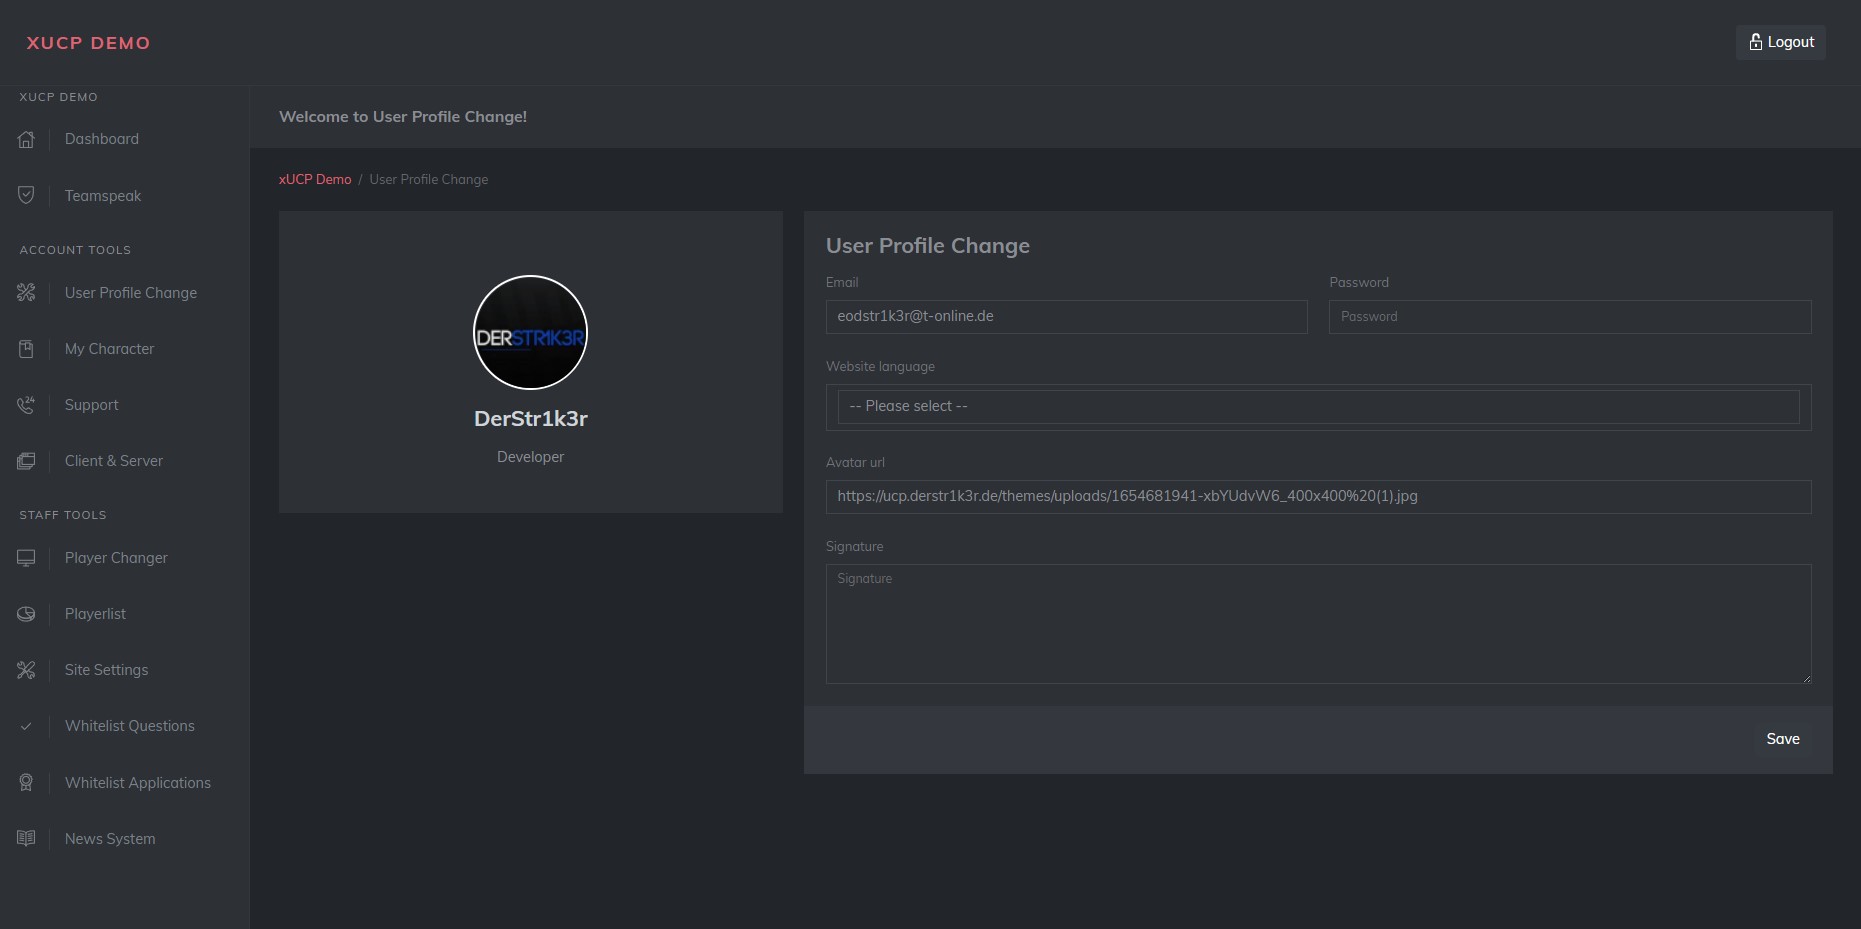 XUCP DEMO
Logout
XUCP DEMO
Dashboard
Teamspeak
ACCOUNT TOOLS
User Profile Change
My Character
24
Support
Client & Server
STAFF TOOLS
Player Changer
Playerlist
Site Settings
Whitelist Questions
Whitelist Applications
News System
Welcome to User Profile Change!
xUCP Demo / User Profile Change
DERSTR1K3R
DerStr1k3r
Developer
User Profile Change
Email
Password
eodstr1k3r@t-online.de
Password
Website language
-- Please select --
Avatar url
https://ucp.derstr1k3r.de/themes/uploads/1654681941-xbYUdvW6_400x400%20(1).jpg
Signature
Signature
Save